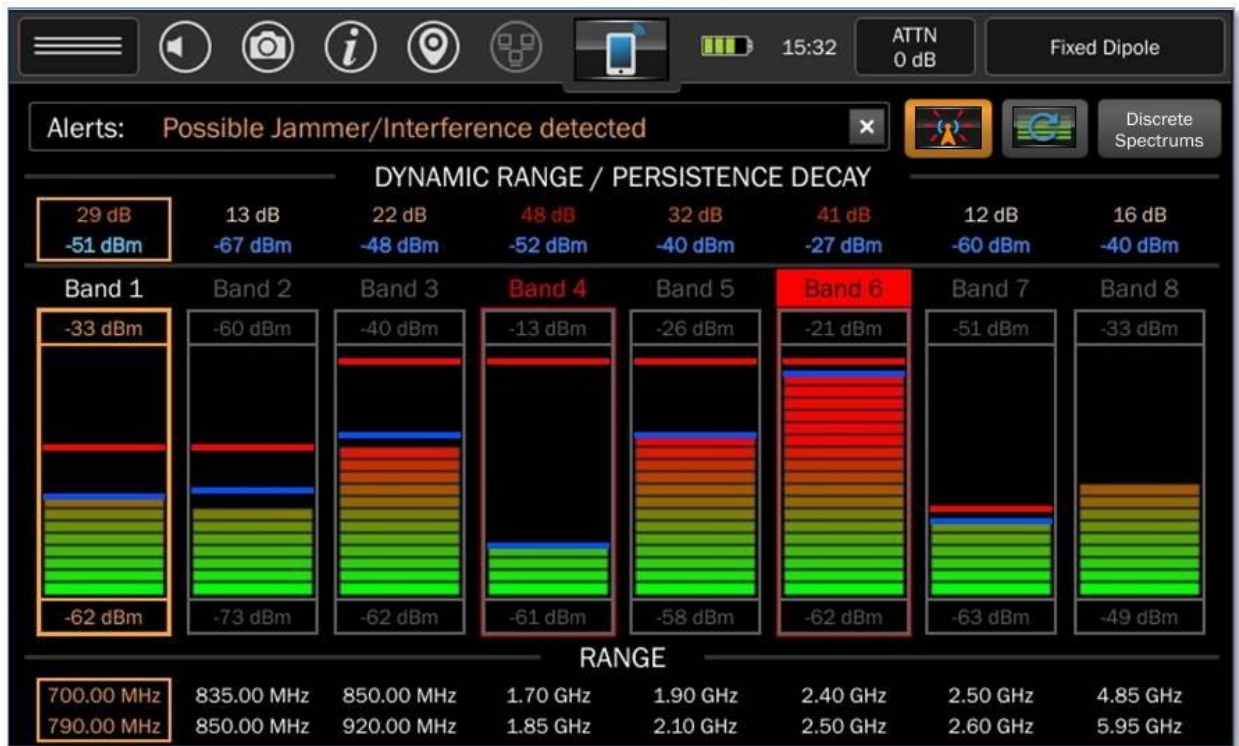 15:32
ATTN
0 dB
Fixed Dipole
Alerts: Possible Jammer/Interference detected
Discrete
Spectrums
DYNAMIC RANGE / PERSISTENCE DECAY
29 dB 13 dB 22 dB 48 dB 32 dB 41 dB 12 dB 16 dB
-51 dBm -67 dBm -48 dBm -52 dBm -40 dBm -27 dBm -60 dBm -40 dBm
Band 1 Band 2 Band 3 Band 4 Band 5 Band 6 Band 7 Band 8
-33 dBm -60 dBm -40 dBm -13 dBm -26 dBm -21 dBm -51 dBm -33 dBm
-62 dBm -73 dBm -62 dBm -61 dBm -58 dBm -62 dBm -63 dBm -49 dBm
RANGE
700.00 MHz 835.00 MHz 850.00 MHz 1.70 GHz 1.90 GHz 2.40 GHz 2.50 GHz 4.85 GHz
790.00 MHz 850.00 MHz 920.00 MHz 1.85 GHz 2.10 GHz 2.50 GHz 2.60 GHz 5.95 GHz